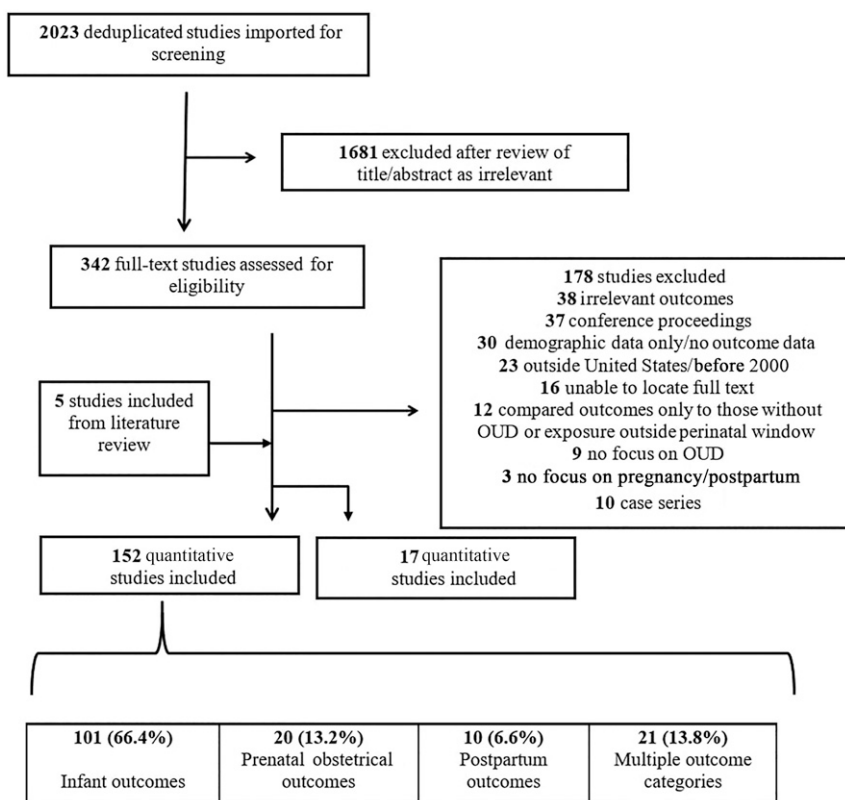 2023 deduplicated studies imported for
screening
1681 excluded after review of
title/abstract as irrelevant
342 full-text studies assessed for
eligibility
178 studies excluded
38 irrelevant outcomes
37 conference proceedings
30 demographic data only/no outcome data
23 outside United States/before 2000
16 unable to locate full text
12 compared outcomes only to those without
OUD or exposure outside perinatal window
9 no focus on OUD
3 no focus on pregnancy/postpartum
10 case series
5 studies included
from literature
review
152 quantitative
studies included
17 quantitative
studies included
101 (66.4%)
Infant outcomes
20 (13.2%)
Prenatal obstetrical
outcomes
10 (6.6%)
Postpartum
outcomes
21 (13.8%)
Multiple outcome
categories